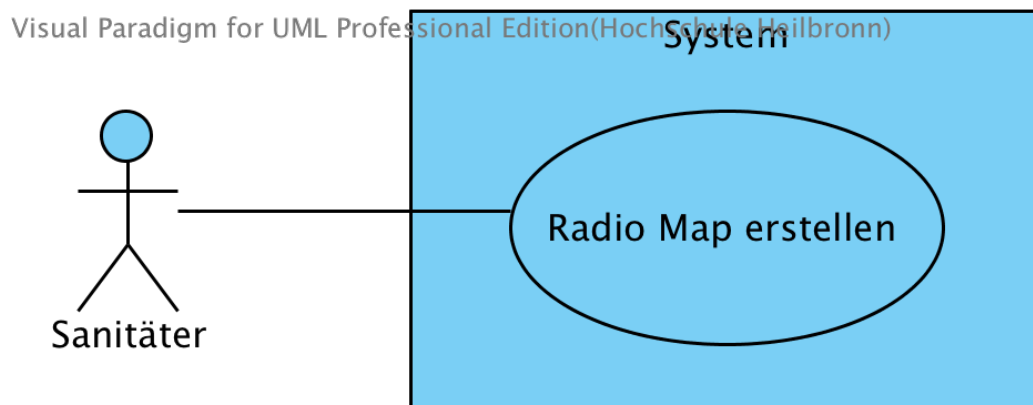 Visual Paradigm for UML Professional Edition(Hochschule Heilbronn)
System
Radio Map erstellen
Sanitäter